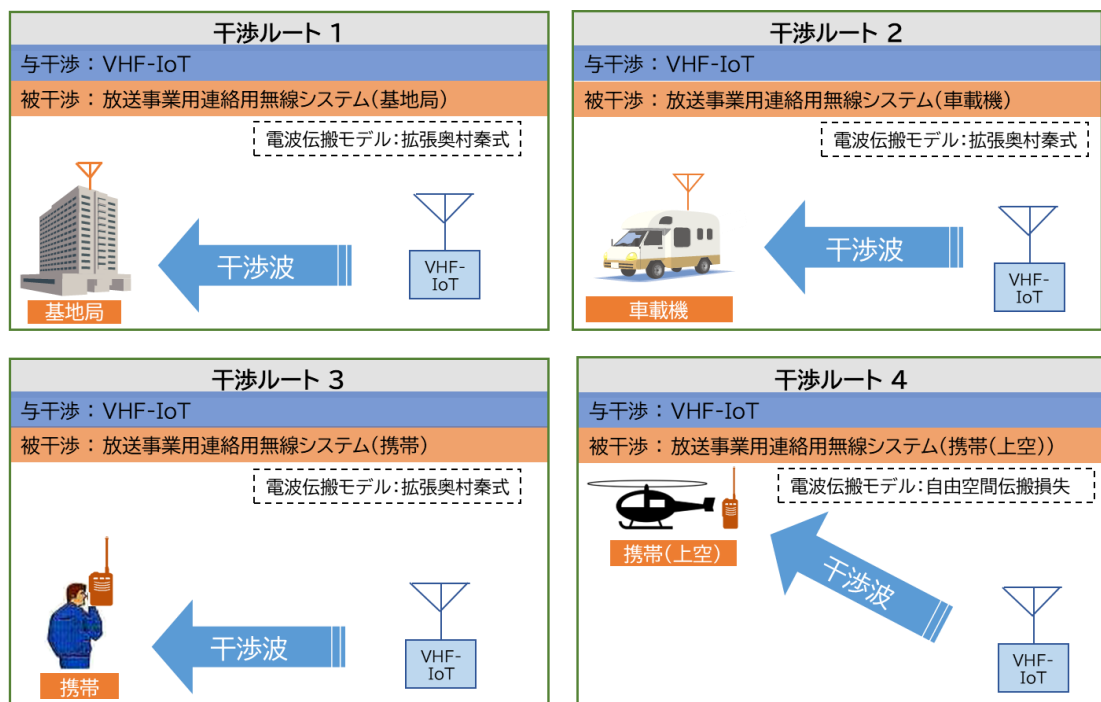 干渉ルート 1
与干渉：VHF-IoT
被干渉：放送事業用連絡用無線システム(基地局)
電波伝搬モデル：拡張奥村秦式
干渉波
VHF-
IoT
基地局
干渉ルート 2
与干渉：VHF-IoT
被干渉：放送事業用連絡用無線システム(車載機)
電波伝搬モデル：拡張奥村秦式
干渉波
VHF-
IoT
車載機
干渉ルート 3
与干渉：VHF-IoT
被干渉：放送事業用連絡用無線システム(携帯)
電波伝搬モデル：拡張奥村秦式
干渉波
VHF-
IoT
携帯
干渉ルート 4
与干渉：VHF-IoT
被干渉：放送事業用連絡用無線システム(携帯(上空))
電波伝搬モデル：自由空間伝搬損失
携帯(上空)
干渉波
VHF-
IoT